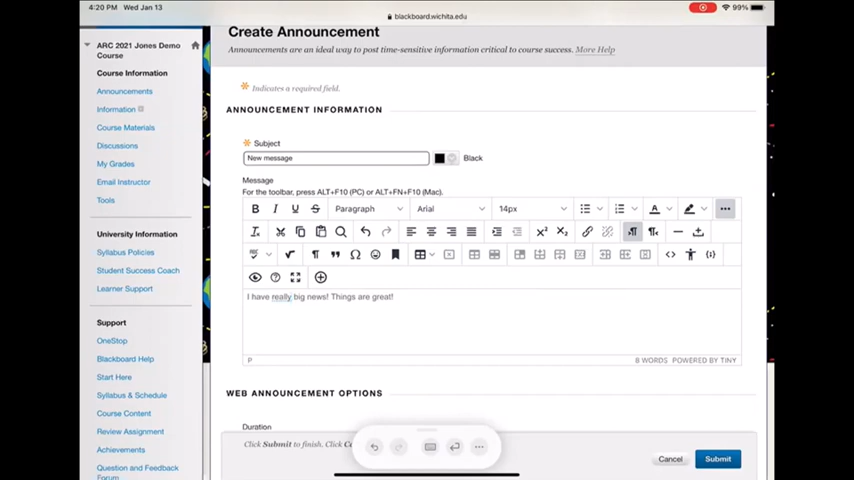 4:20 PM Wed Jan 13
99%
blackboard.wichita.edu
ARC 2021 Jones Demo
Course
Course Information
Announcements
Information
Course Materials
Discussions
My Grades
Email Instructor
Tools
University Information
Syllabus Policies
Student Success Coach
Learner Support
Support
OneStop
Blackboard Help
Start Here
Syllabus & Schedule
Course Content
Review Assignment
Achievements
Question and Feedback
Forum
Create Announcement
Announcements are an ideal way to post time-sensitive information critical to course success. More Help
Indicates a required field.
ANNOUNCEMENT INFORMATION
Subject
New message
Black
Message
For the toolbar, press ALT+F10 (PC) or ALT+FN+F10 (Mac).
B I U S Paragraph Arial 14px
I have really big news! Things are great!
P
8 WORDS POWERED BY TINY
WEB ANNOUNCEMENT OPTIONS
Duration
Click Submit to finish. Click
Cancel
Submit